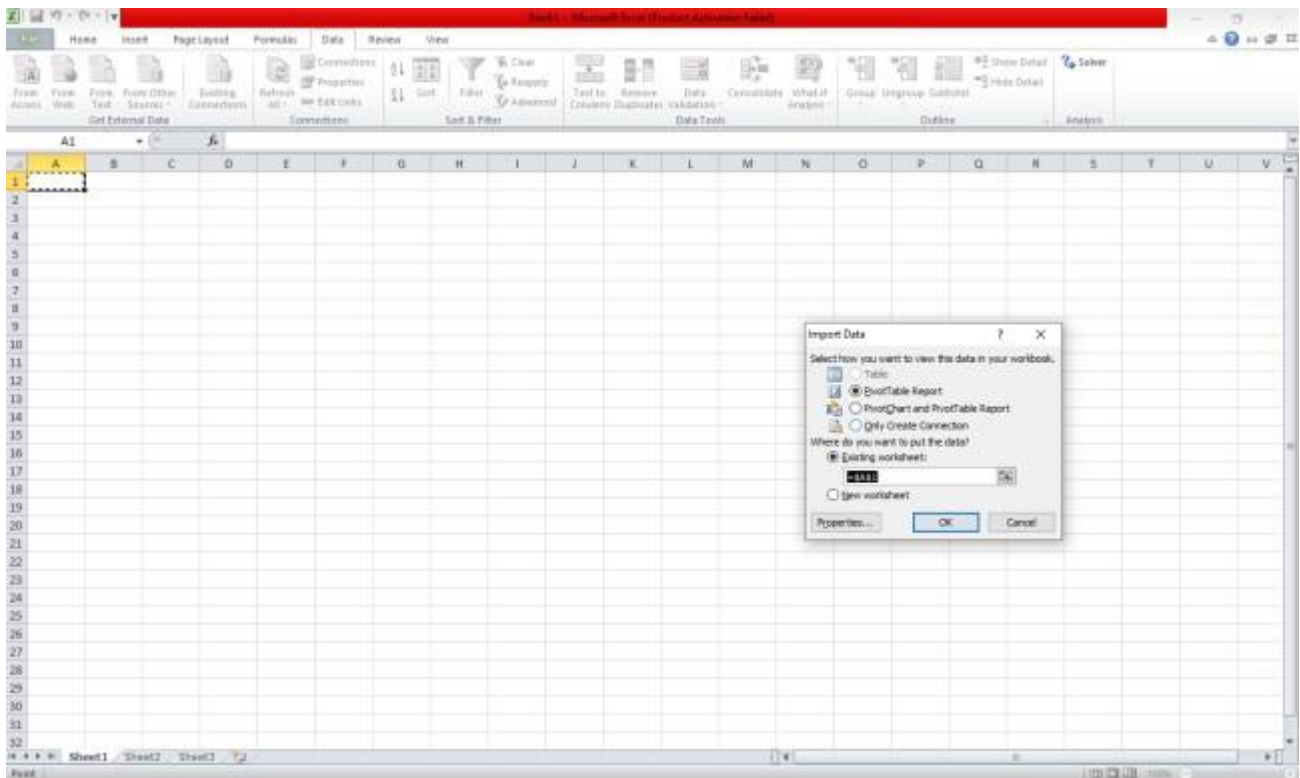 Book1 - Microsoft Excel (Product Activation Failed)
Home Insert Page Layout Formulas Data Review View
From Access
From Web
From Text
From Other Sources
Existing Connections
Get External Data
Refresh All
Connections
Properties
Edit Links
Connections
Sort
Filter
Clear
Reapply
Advanced
Sort & Filter
Text to Columns
Remove Duplicates
Data Validation
Consolidate
What-If Analysis
Data Tools
Group
Ungroup
Subtotal
Show Detail
Hide Detail
Outline
Solver
Analysis
A1 fx
A B C D E F G H I J K L M N O P Q R S T U V
1
2
3
4
5
6
7
8
9
10
11
12
13
14
15
16
17
18
19
20
21
22
23
24
25
26
27
28
29
30
31
32
Import Data ?
Select how you want to view this data in your workbook.
Table
PivotTable Report
PivotChart and PivotTable Report
Only Create Connection
Where do you want to put the data?
Existing worksheet:
=$A$1
New worksheet
Properties... OK Cancel
Sheet1 Sheet2 Sheet3
Point 100%